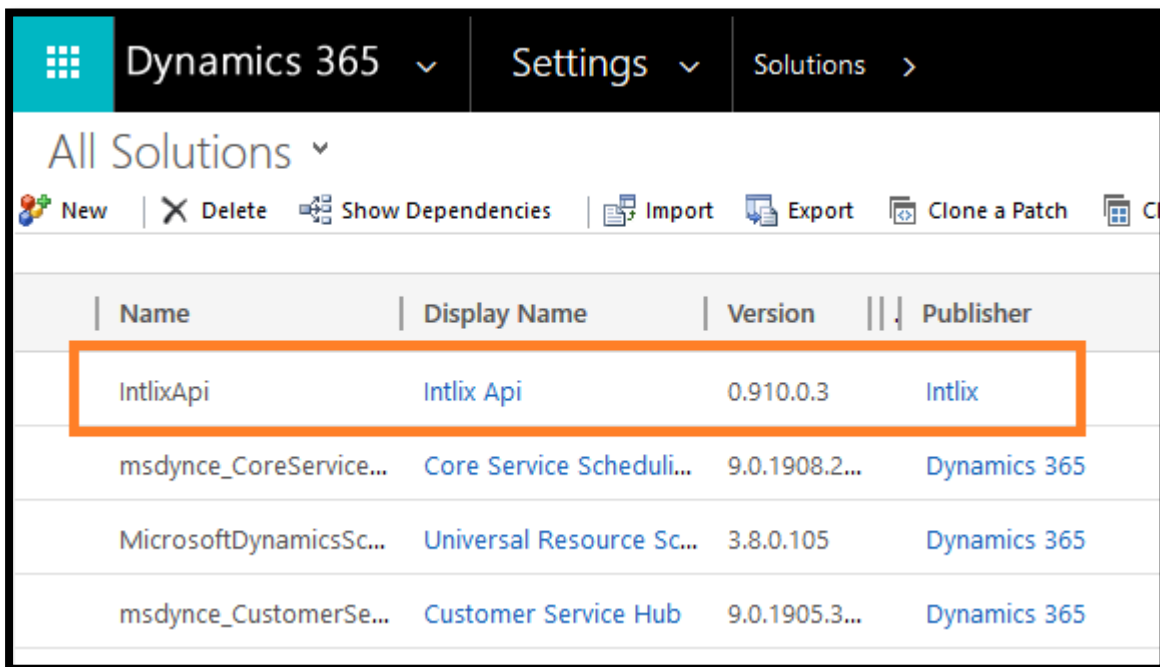 Dynamics 365 Settings Solutions >
All Solutions
New Delete Show Dependencies Import Export Clone a Patch Cl
Name Display Name Version . Publisher
IntlixApi Intlix Api 0.910.0.3 Intlix
msdynce_CoreService... Core Service Scheduli... 9.0.1908.2... Dynamics 365
MicrosoftDynamicsSc... Universal Resource Sc... 3.8.0.105 Dynamics 365
msdynce_CustomerSe... Customer Service Hub 9.0.1905.3... Dynamics 365